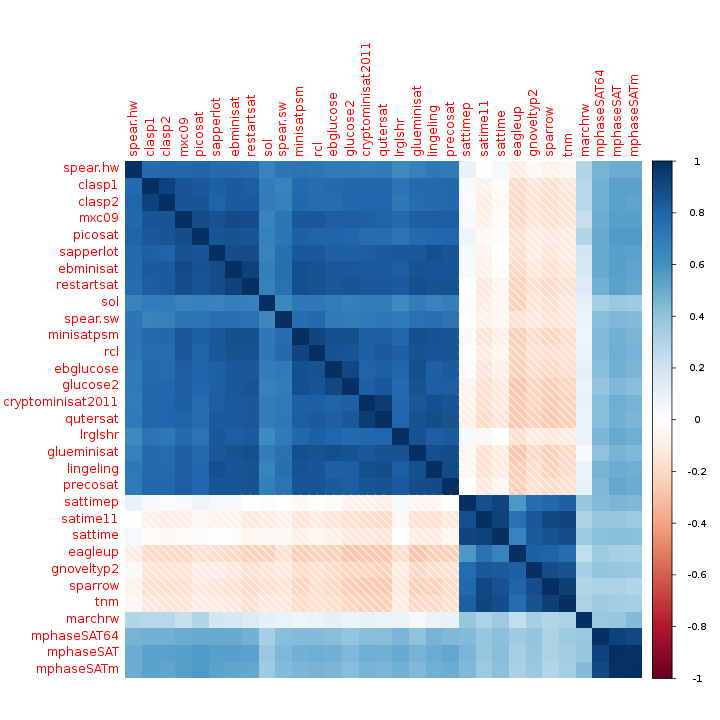 spear.hw
clasp1
clasp2
mxc09
picosat
sapperlot
ebminisat
restartsat
sol
spear.sw
minisatpsm
rcl
ebglucose
glucose2
cryptominisat2011
qutersat
lrglshr
glueminisat
lingeling
precosat
sattimep
satime11
sattime
eagleup
gnoveltyp2
sparrow
tnm
marchrw
mphaseSAT64
mphaseSAT
mphaseSATm
spear.hw
clasp1
clasp2
mxc09
picosat
sapperlot
ebminisat
restartsat
sol
spear.sw
minisatpsm
rcl
ebglucose
glucose2
cryptominisat2011
qutersat
lrglshr
glueminisat
lingeling
precosat
sattimep
satime11
sattime
eagleup
gnoveltyp2
sparrow
tnm
marchrw
mphaseSAT64
mphaseSAT
mphaseSATm
1
0.8
0.6
0.4
0.2
0
-0.2
-0.4
-0.6
-0.8
-1